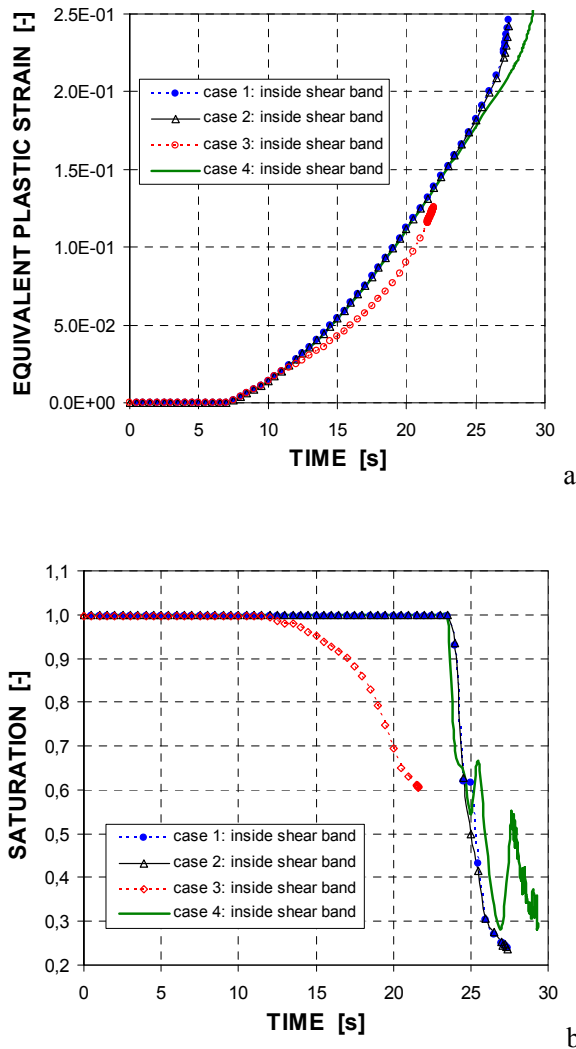 EQUIVALENT PLASTIC STRAIN [-]
2.5E-01
2.0E-01
1.5E-01
1.0E-01
5.0E-02
0.0E+00
case 1: inside shear band
case 2: inside shear band
case 3: inside shear band
case 4: inside shear band
0 5 10 15 20 25 30
TIME [s]
a
SATURATION [-]
1,1
1,0
0,9
0,8
0,7
0,6
0,5
0,4
0,3
0,2
case 1: inside shear band
case 2: inside shear band
case 3: inside shear band
case 4: inside shear band
0 5 10 15 20 25 30
TIME [s]
b